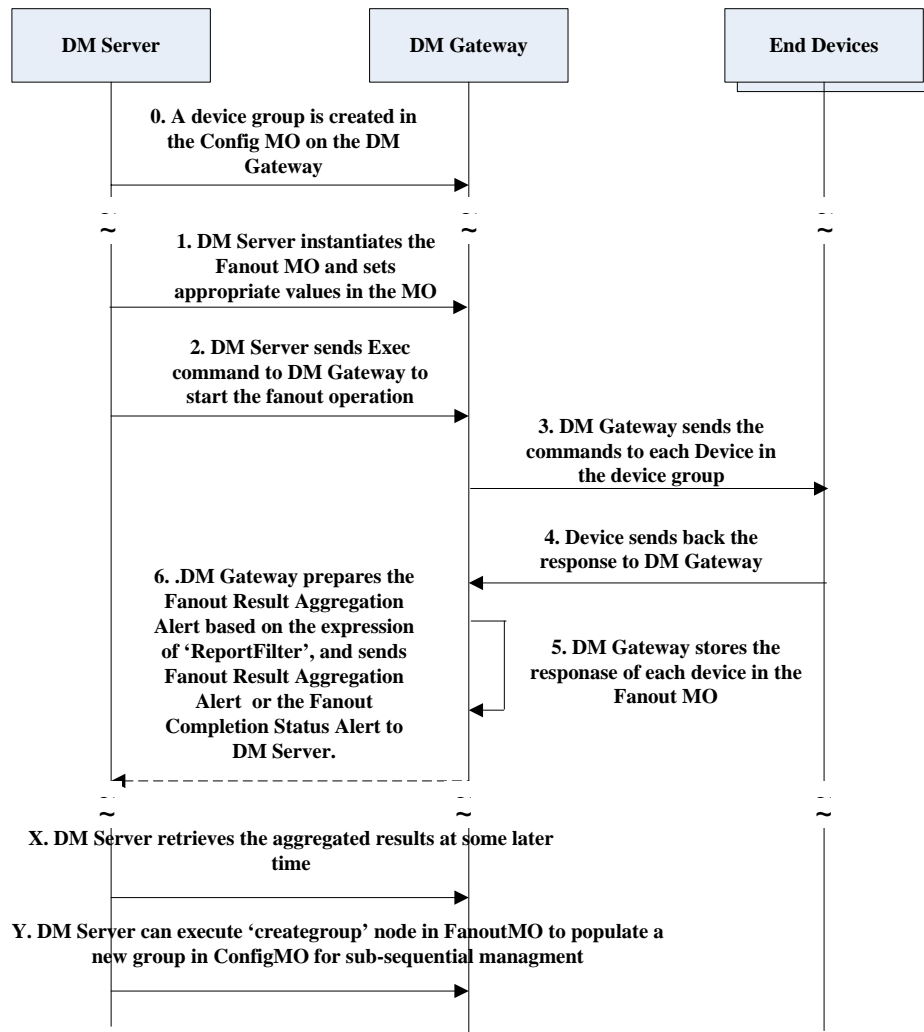 DM Server
DM Gateway
End Devices
0. A device group is created in
the Config MO on the DM
Gateway
~ ~ ~
1. DM Server instantiates the
Fanout MO and sets
appropriate values in the MO
2. DM Server sends Exec
command to DM Gateway to
start the fanout operation
3. DM Gateway sends the
commands to each Device in
the device group
4. Device sends back the
response to DM Gateway
6. .DM Gateway prepares the
Fanout Result Aggregation
Alert based on the expression
of ‘ReportFilter’, and sends
Fanout Result Aggregation
Alert or the Fanout
Completion Status Alert to
DM Server.
5. DM Gateway stores the
responase of each device in the
Fanout MO
~ ~ ~
X. DM Server retrieves the aggregated results at some later
time
Y. DM Server can execute ‘creategroup’ node in FanoutMO to populate a
new group in ConfigMO for sub-sequential managment